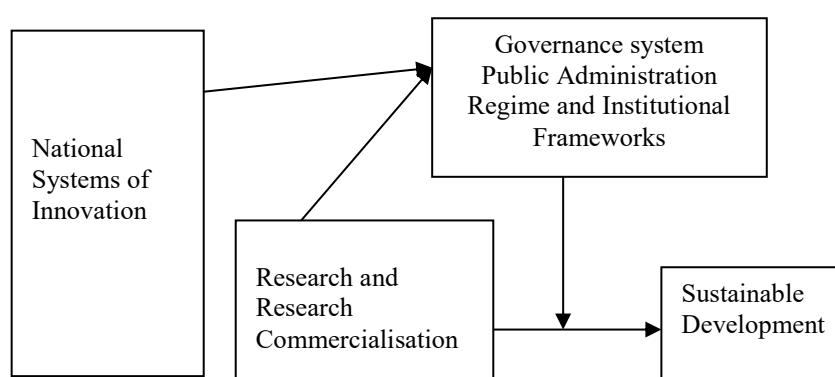 National
Systems of
Innovation
Governance system
Public Administration
Regime and Institutional
Frameworks
Research and
Research
Commercialisation
Sustainable
Development